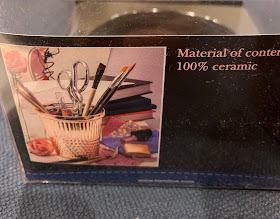 Material of conten
100% ceramic